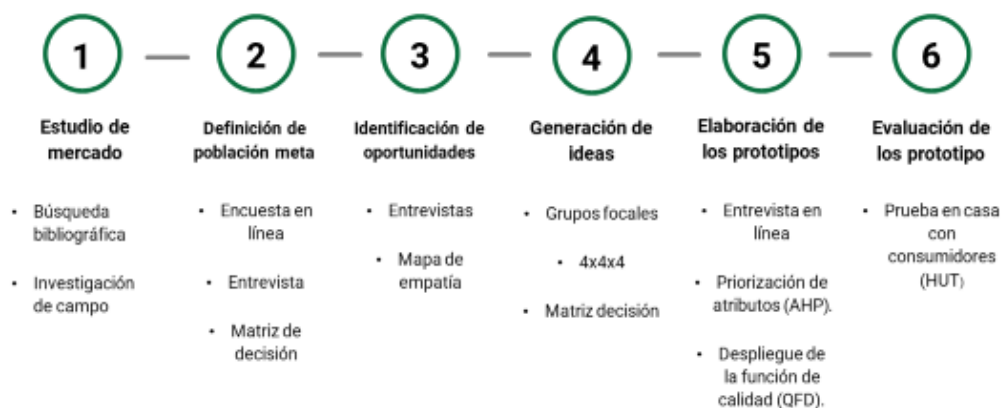 1
2
3
4
5
6
Estudio de
mercado
Definición de
población meta
Identificación de
oportunidades
Generación de
ideas
Elaboración de
los prototipos
Evaluación de
los prototipo
• Búsqueda
bibliográfica
• Investigación
de campo
• Encuesta en
línea
• Entrevista
• Matriz de
decisión
• Entrevistas
• Mapa de
empatía
• Grupos focales
• 4x4x4
• Matriz decisión
• Entrevista en
línea
• Priorización de
atributos (AHP).
• Despliegue de
la función de
calidad (QFD).
• Prueba en casa
con
consumidores
(HUT)